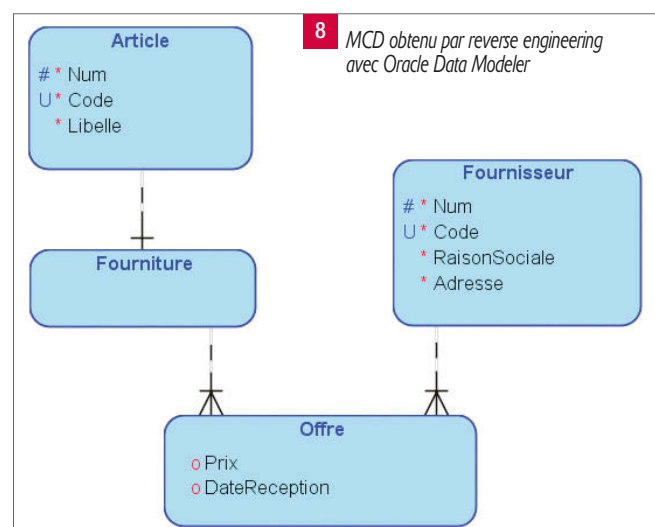 8 MCD obtenu par reverse engineering
avec Oracle Data Modeler
Article
# * Num
U * Code
* Libelle
Fournisseur
# * Num
U * Code
* RaisonSociale
* Adresse
Fourniture
Offre
o Prix
o DateReception